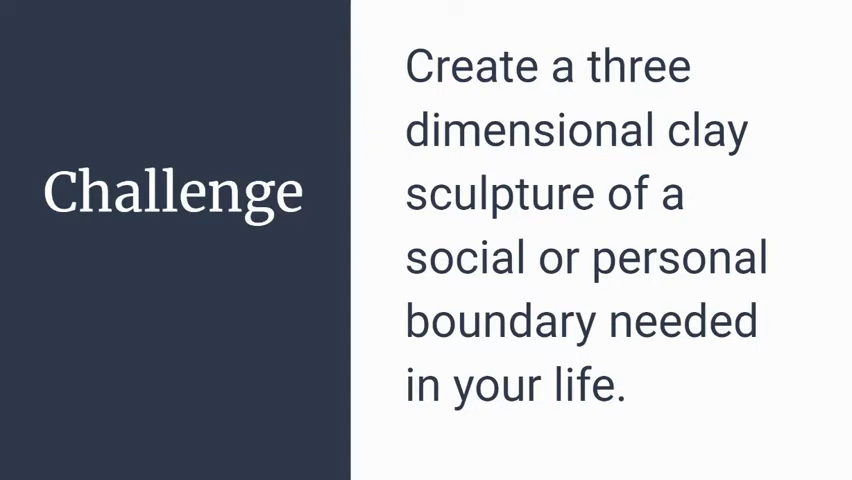 Challenge
Create a three
dimensional clay
sculpture of a
social or personal
boundary needed
in your life.